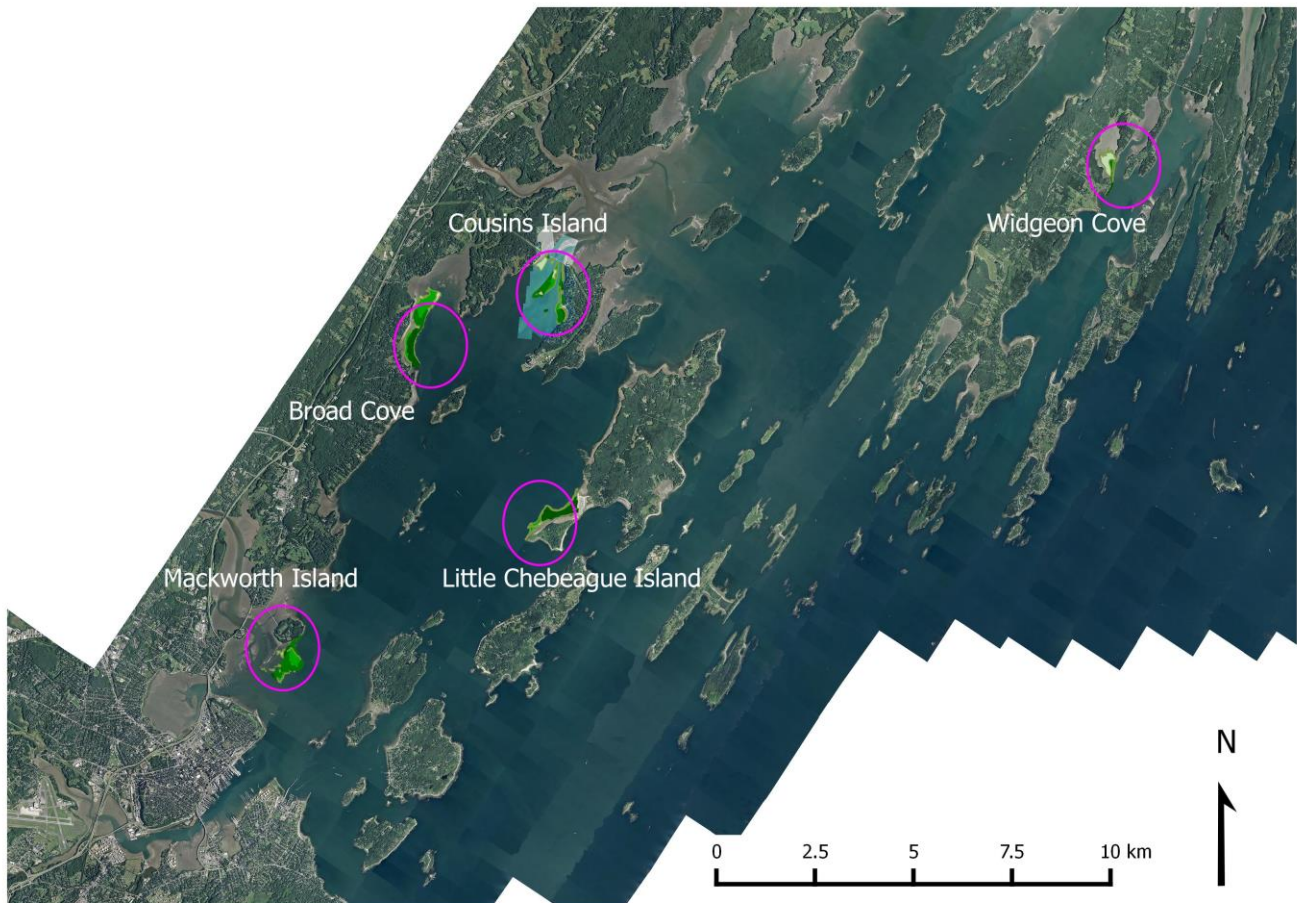 Cousins Island
Widgeon Cove
Broad Cove
Mackworth Island
Little Chebeague Island
N
0 2.5 5 7.5 10 km